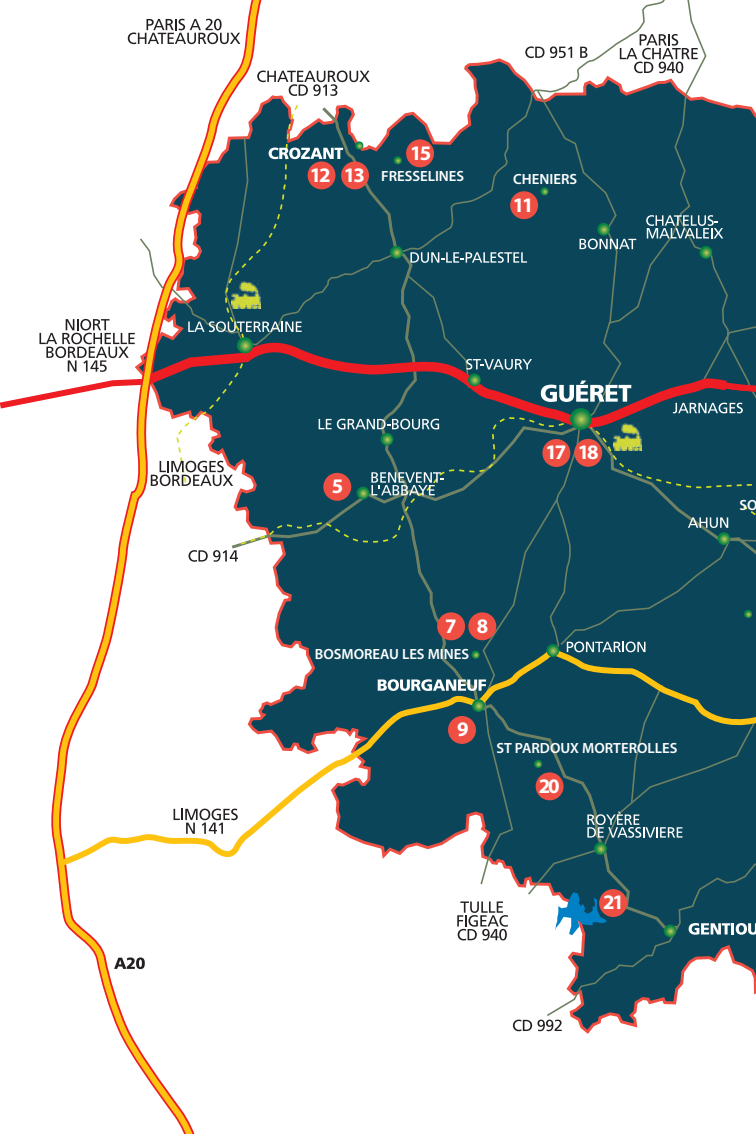 PARIS A 20
CHATEAUROUX
CD 951 B
PARIS
LA CHATRE
CD 940
CHATEAUROUX
CD 913
CROZANT
12 13
15
FRESSELINES
CHENIERS
11
CHATELUS-
MALVALEIX
BONNAT
DUN-LE-PALESTEL
NIORT
LA ROCHELLE
BORDEAUX
N 145
LA SOUTERRAINE
ST-VAURY
GUÉRET
JARNAGES
LE GRAND-BOURG
17 18
LIMOGES
BORDEAUX
5
BENEVENT-
L'ABBAYE
SO
AHUN
CD 914
7 8
BOSMOREAU LES MINES
PONTARION
BOURGANEUF
9
ST PARDOUX MORTEROLLES
20
LIMOGES
N 141
ROYÈRE
DE VASSIVIERE
TULLE
FIGEAC
CD 940
21
GENTIOU
A20
CD 992